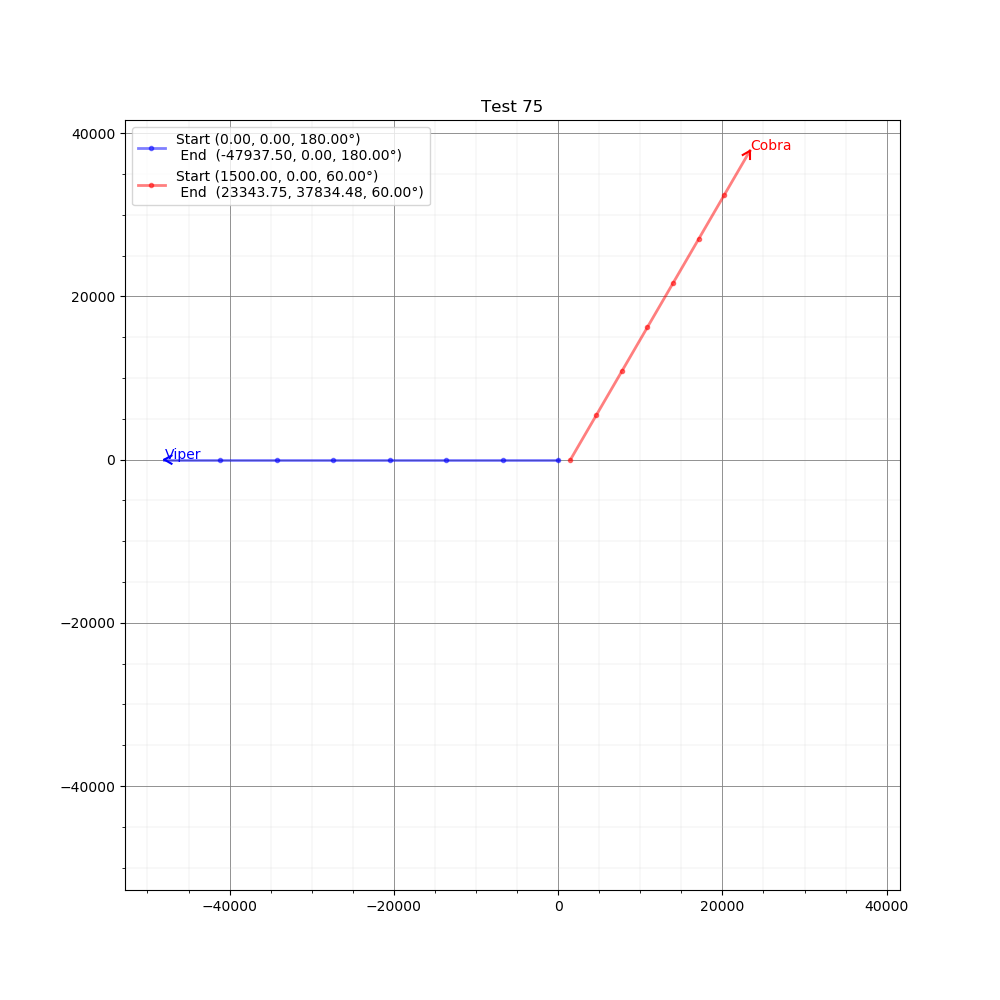 Test 75
Start (0.00, 0.00, 180.00°)
End  (-47937.50, 0.00, 180.00°)
Start (1500.00, 0.00, 60.00°)
End  (23343.75, 37834.48, 60.00°)
Cobra
Viper
40000
20000
0
−20000
−40000
−40000
−20000
0
20000
40000